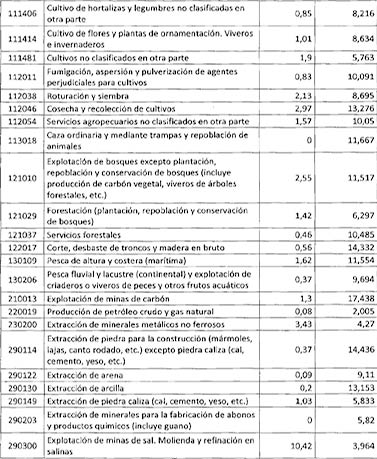 111406 Cultivo de hortalizas y legumbres no clasificadas en 0,85 8,216
otra parte
111414 Cultivo de flores y plantas de ornamentación. Viveros 1,01 8,634
e invernaderos
111481 Cultivos no clasificados en otra parte 1,9 5,763
112011 Fumigación, aspersión y pulverización de agentes 0,83 10,091
perjudiciales para cultivos
112038 Roturación y siembra 2,13 8,695
112046 Cosecha y recolección de cultivos 2,97 13,276
112054 Servicios agropecuarios no clasificados en otra parte 1,57 10,05
113018 Caza ordinaria y mediante trampas y repoblación de 0 11,667
animales
Explotación de bosques excepto plantación,
121010 repoblación y conservación de bosques (incluye 2,55 11,517
producción de carbón vegetal, viveros de árboles
forestales, etc.)
121029 Forestación (plantación, repoblación y conservación 1,42 6,297
de bosques)
121037 Servicios forestales 0,46 10,485
122017 Corte, desbaste de troncos y madera en bruto 0,56 14,332
130109 Pesca de altura y costera (marítima) 1,62 11,554
130206 Pesca fluvial y lacustre (continental) y explotación de 0,37 9,694
criaderos o viveros de peces y otros frutos acuáticos
210013 Explotación de minas de carbón 1,3 17,438
220019 Producción de petróleo crudo y gas natural 0,08 2,005
230200 Extracción de minerales metálicos no ferrosos 3,43 4,27
Extracción de piedra para la construcción (mármoles,
290114 lajas, canto rodado, etc.) excepto piedra caliza (cal, 0,37 14,436
cemento, yeso, etc.)
290122 Extracción de arena 0,09 9,11
290130 Extracción de arcilla 0,2 13,153
290149 Extracción de piedra caliza (cal, cemento, yeso, etc.) 1,03 5,833
290203 Extracción de minerales para la fabricación de abonos 0 5,82
y productos químicos (incluye guano)
290300 Explotación de minas de sal. Molienda y refinación en 10,42 3,964
salinas